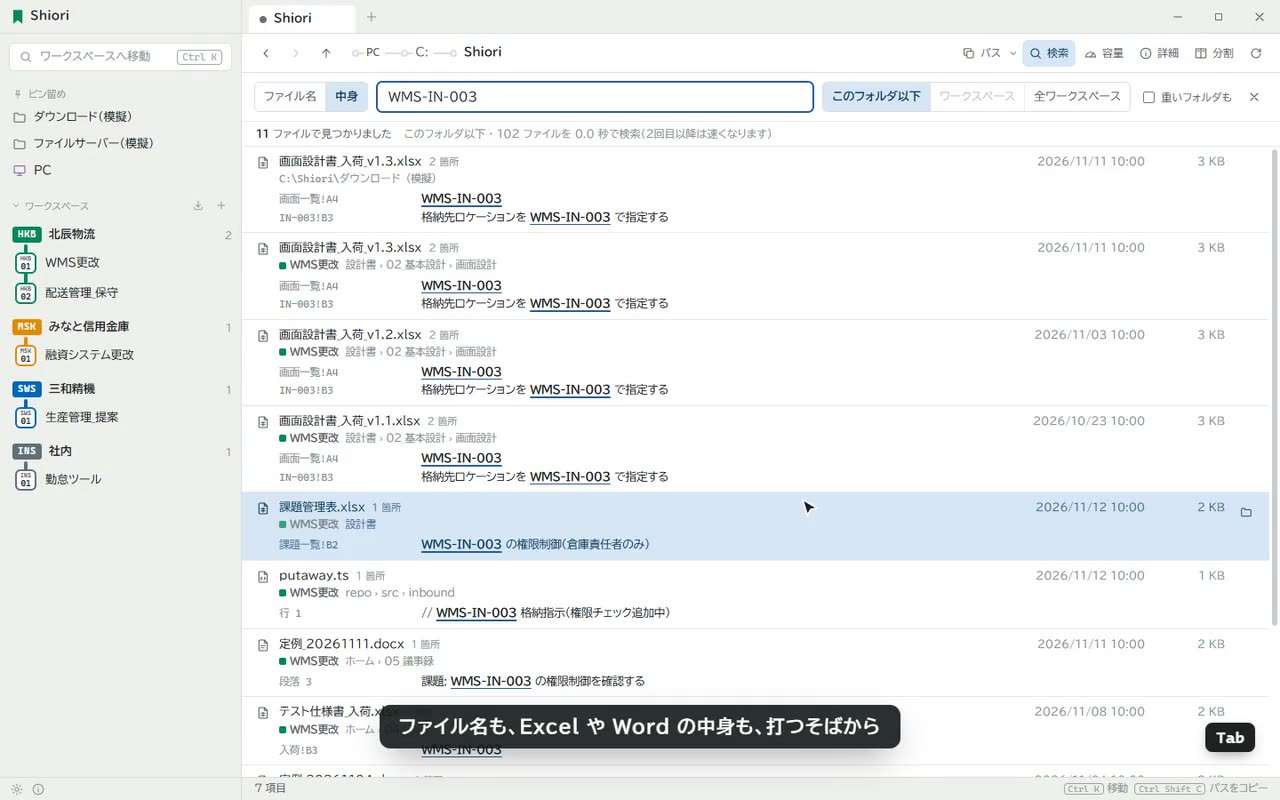 Shiori
Shiori
ワークスペースへ移動 Ctrl K
PC C: Shiori
パス 検索 容量 詳細 分割
ピン留め
ダウンロード(模擬)
ファイルサーバー(模擬)
PC
ワークスペース
HKB 北辰物流 2
HKB 01 WMS更改
HKB 02 配送管理_保守
MSK みなと信用金庫 1
MSK 01 融資システム更改
SWS 三和精機 1
SWS 01 生産管理_提案
INS 社内 1
INS 01 勤怠ツール
ファイル名 中身 WMS-IN-003 このフォルダ以下 ワークスペース 全ワークスペース 重いフォルダも
11 ファイルで見つかりました このフォルダ以下・102 ファイルを 0.0 秒で検索(2回目以降は速くなります)
画面設計書_入荷_v1.3.xlsx 2 箇所 2026/11/11 10:00 3 KB
C:\Shiori\ダウンロード (模擬)
画面一覧!A4 WMS-IN-003
IN-003!B3 格納先ロケーションを WMS-IN-003 で指定する
画面設計書_入荷_v1.3.xlsx 2 箇所 2026/11/11 10:00 3 KB
WMS更改 設計書 › 02 基本設計 › 画面設計
画面一覧!A4 WMS-IN-003
IN-003!B3 格納先ロケーションを WMS-IN-003 で指定する
画面設計書_入荷_v1.2.xlsx 2 箇所 2026/11/03 10:00 3 KB
WMS更改 設計書 › 02 基本設計 › 画面設計
画面一覧!A4 WMS-IN-003
IN-003!B3 格納先ロケーションを WMS-IN-003 で指定する
画面設計書_入荷_v1.1.xlsx 2 箇所 2026/10/23 10:00 3 KB
WMS更改 設計書 › 02 基本設計 › 画面設計
画面一覧!A4 WMS-IN-003
IN-003!B3 格納先ロケーションを WMS-IN-003 で指定する
課題管理表.xlsx 1 箇所 2026/11/12 10:00 2 KB
WMS更改 設計書
課題一覧!B2 WMS-IN-003 の権限制御(倉庫責任者のみ)
putaway.ts 1 箇所 2026/11/12 10:00 1 KB
WMS更改 repo › src › inbound
行 1 // WMS-IN-003 格納指示(権限チェック追加中)
定例_20261111.docx 1 箇所 2026/11/11 10:00 2 KB
WMS更改 ホーム › 05 議事録
段落 3 課題: WMS-IN-003 の権限制御を確認する
テスト仕様書_入荷.xlsx 2026/11/08 10:00 2 KB
WMS更改 ホーム
入荷!B3 WMS-IN-003
ファイル名も、Excel や Word の中身も、打つそばから
Tab
7 項目 Ctrl K 移動 Ctrl Shift C パスをコピー